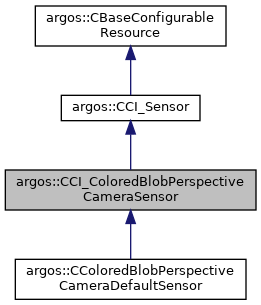 argos::CBaseConfigurable
Resource
argos::CCI_Sensor
argos::CCI_ColoredBlobPerspective
CameraSensor
argos::CColoredBlobPerspective
CameraDefaultSensor